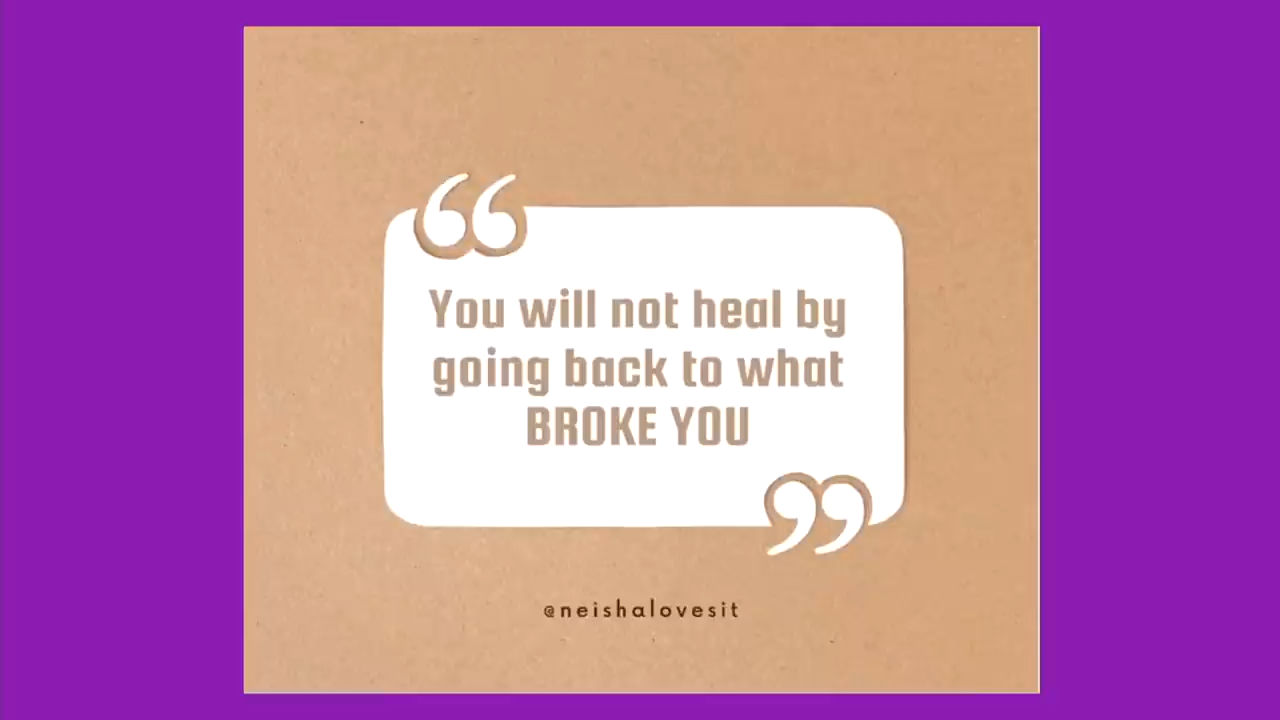 “
You will not heal by
going back to what
BROKE YOU
”
@neishalovesit